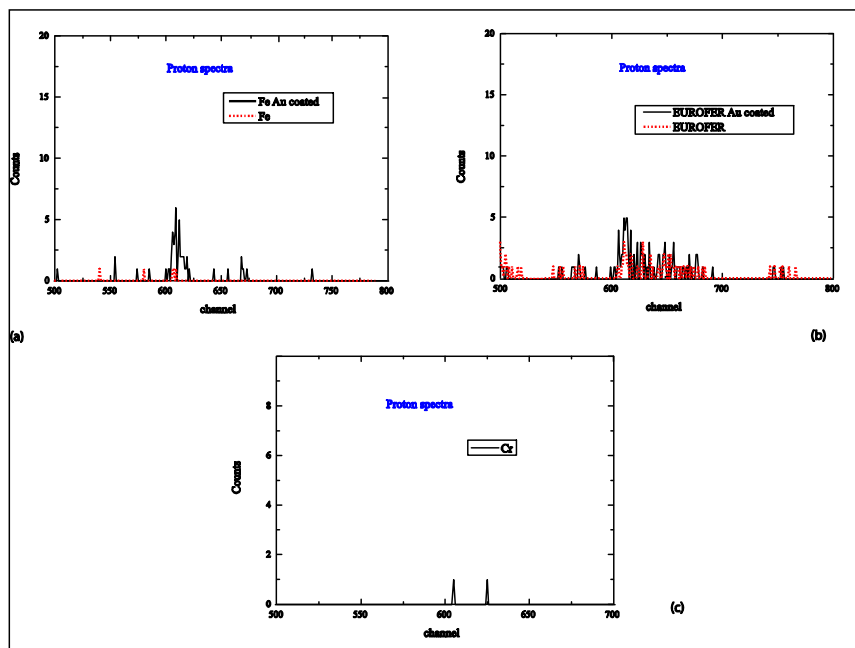 20
15
10
5
0
Counts
Proton spectra
Fe Au coated
Fe
500 550 600 650 700 750 800
channel
(a)
20
15
10
5
0
Counts
Proton spectra
EUROFER Au coated
EUROFER
500 600 700 800
channel
(b)
8
6
4
2
0
Counts
Proton spectra
Cr
500 550 600 650 700
channel
(c)